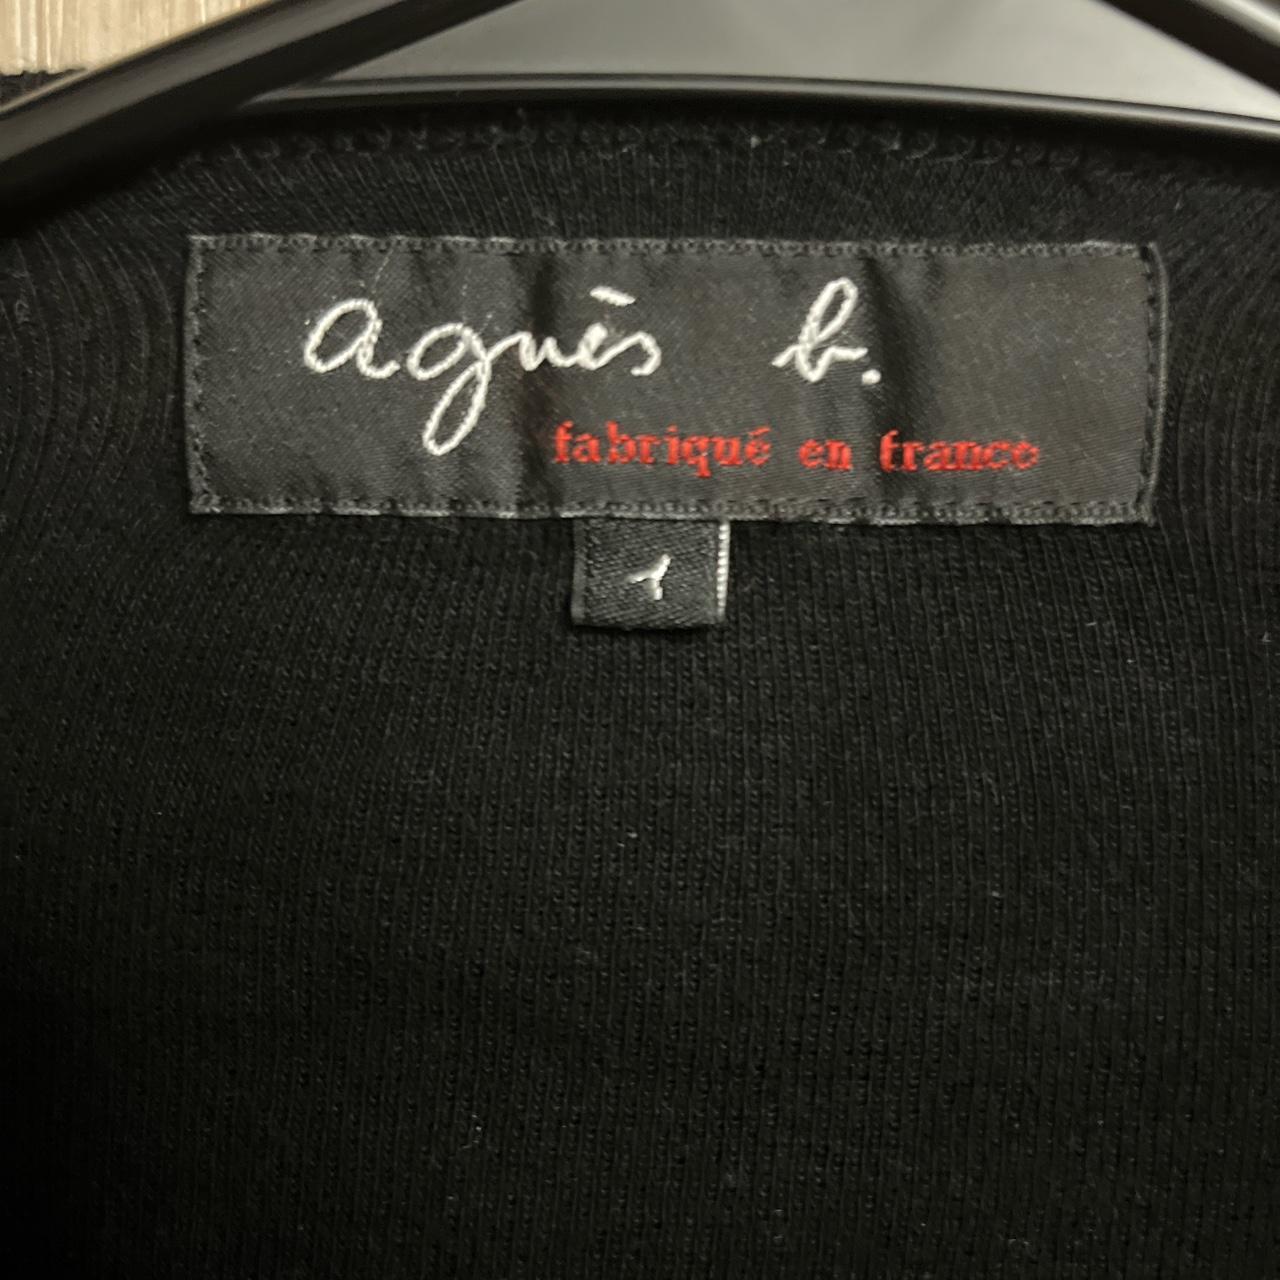 agnès b.
fabriqué en france
1